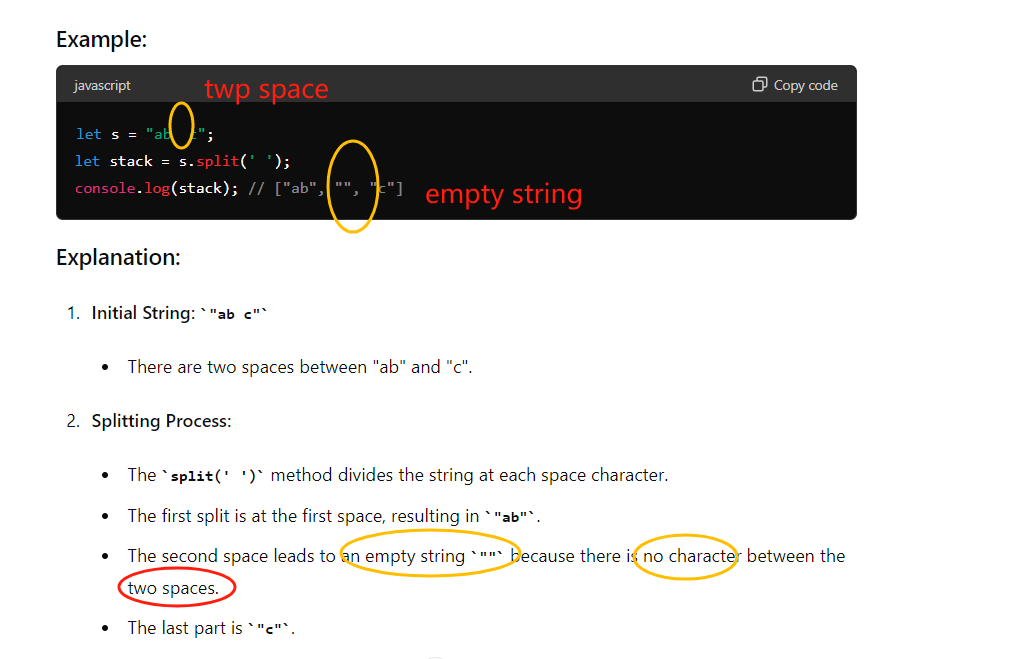 Example:
javascript
twp space
Copy code
let s = "ab  c";
let stack = s.split(' ');
console.log(stack); // ["ab", "", "c"]
empty string
Explanation:
1. Initial String: `"ab c"`
• There are two spaces between "ab" and "c".
2. Splitting Process:
• The `split(' ')` method divides the string at each space character.
• The first split is at the first space, resulting in `"ab"`.
• The second space leads to an empty string `""` because there is no character between the
two spaces.
• The last part is `"c"`.